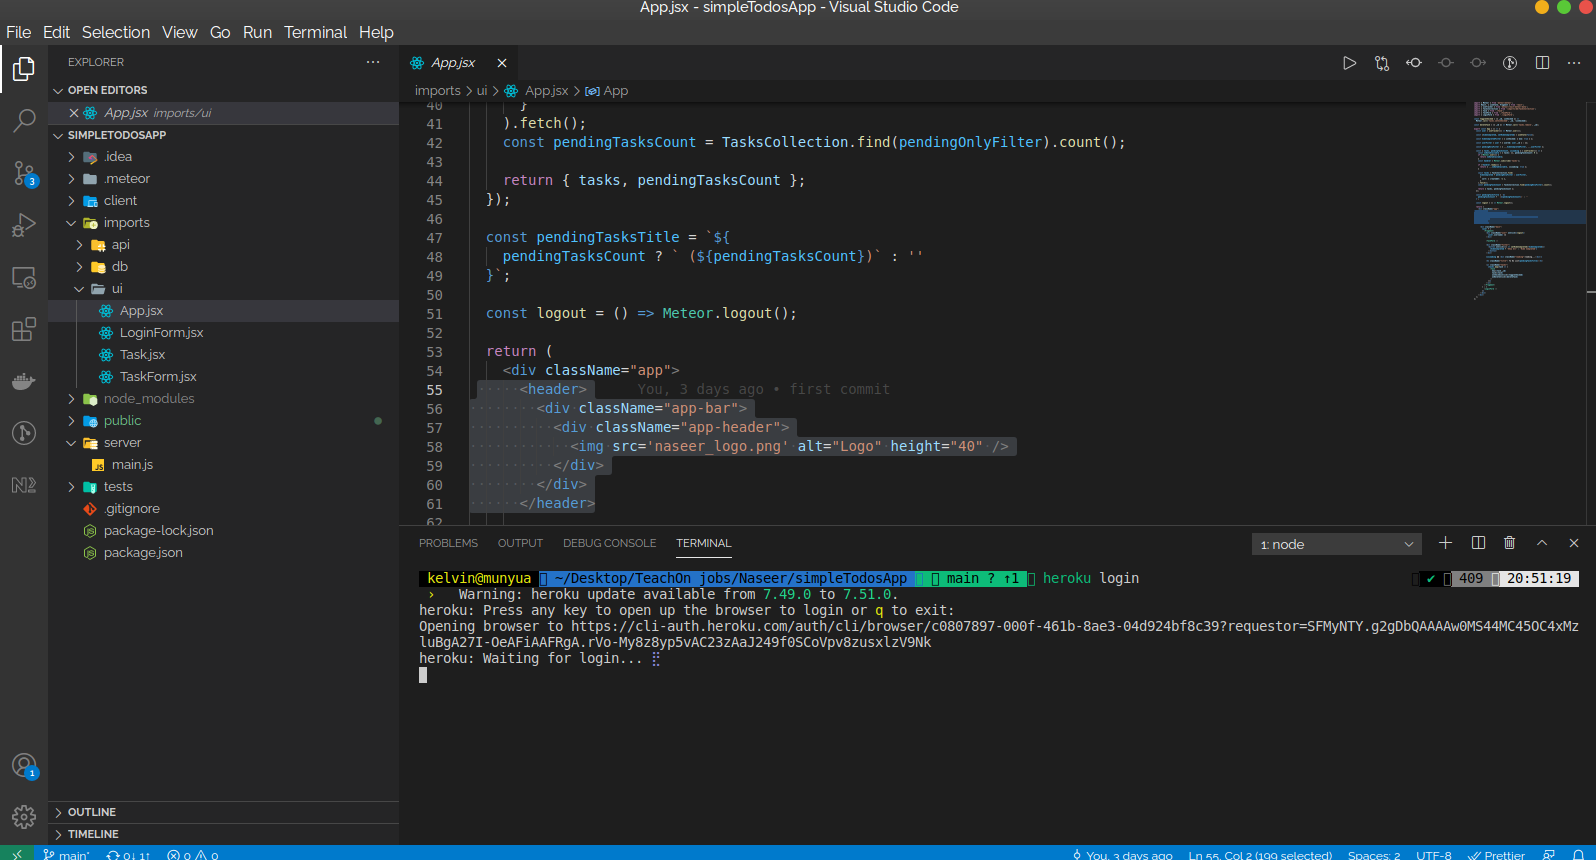 App.jsx - simpleTodosApp - Visual Studio Code
File Edit Selection View Go Run Terminal Help
EXPLORER
OPEN EDITORS
App.jsx imports/ui
SIMPLETODOSAPP
.idea
.meteor
client
imports
api
db
ui
App.jsx
LoginForm.jsx
Task.jsx
TaskForm.jsx
node_modules
public
server
main.js
tests
.gitignore
package-lock.json
package.json
OUTLINE
TIMELINE
3
1
App.jsx
imports > ui > App.jsx > App
40 }
41 ).fetch();
42 const pendingTasksCount = TasksCollection.find(pendingOnlyFilter).count();
43
44 return { tasks, pendingTasksCount };
45 });
46
47 const pendingTasksTitle = `${
48 pendingTasksCount ? ` (${pendingTasksCount})` : ''
49 }`;
50
51 const logout = () => Meteor.logout();
52
53 return (
54 <div className="app">
55 <header> You, 3 days ago • first commit
56 <div className="app-bar">
57 <div className="app-header">
58 <img src='naseer_logo.png' alt="Logo" height="40" />
59 </div>
60 </div>
61 </header>
62
PROBLEMS OUTPUT DEBUG CONSOLE TERMINAL 1: node
kelvin@munyua ~/Desktop/TeachOn jobs/Naseer/simpleTodosApp main ? ↑1 heroku login ✔ 409 20:51:19
› Warning: heroku update available from 7.49.0 to 7.51.0.
heroku: Press any key to open up the browser to login or q to exit:
Opening browser to https://cli-auth.heroku.com/auth/cli/browser/c0807897-000f-461b-8ae3-04d924bf8c39?requestor=SFMyNTY.g2gDbQAAAAw0MS44MC45OC4xMz
luBgA27I-OeAFiAAFRgA.rVo-My8z8yp5vAC23zAaJ249f0SCoVpv8zusxlzV9Nk
heroku: Waiting for login...
main* 0↓ 1↑ 0 0 You, 3 days ago Ln 55, Col 2 (199 selected) Spaces: 2 UTF-8 Prettier